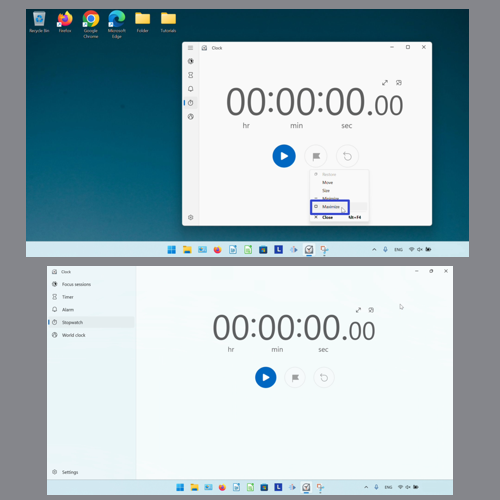 Recycle Bin
Firefox
Google Chrome
Microsoft Edge
Folder
Tutorials
Clock
00:00:00.00
hr min sec
Restore
Move
Size
Minimize
Maximize
Close Alt+F4
ENG
Clock
Focus sessions
Timer
Alarm
Stopwatch
World clock
00:00:00.00
hr min sec
Settings
ENG